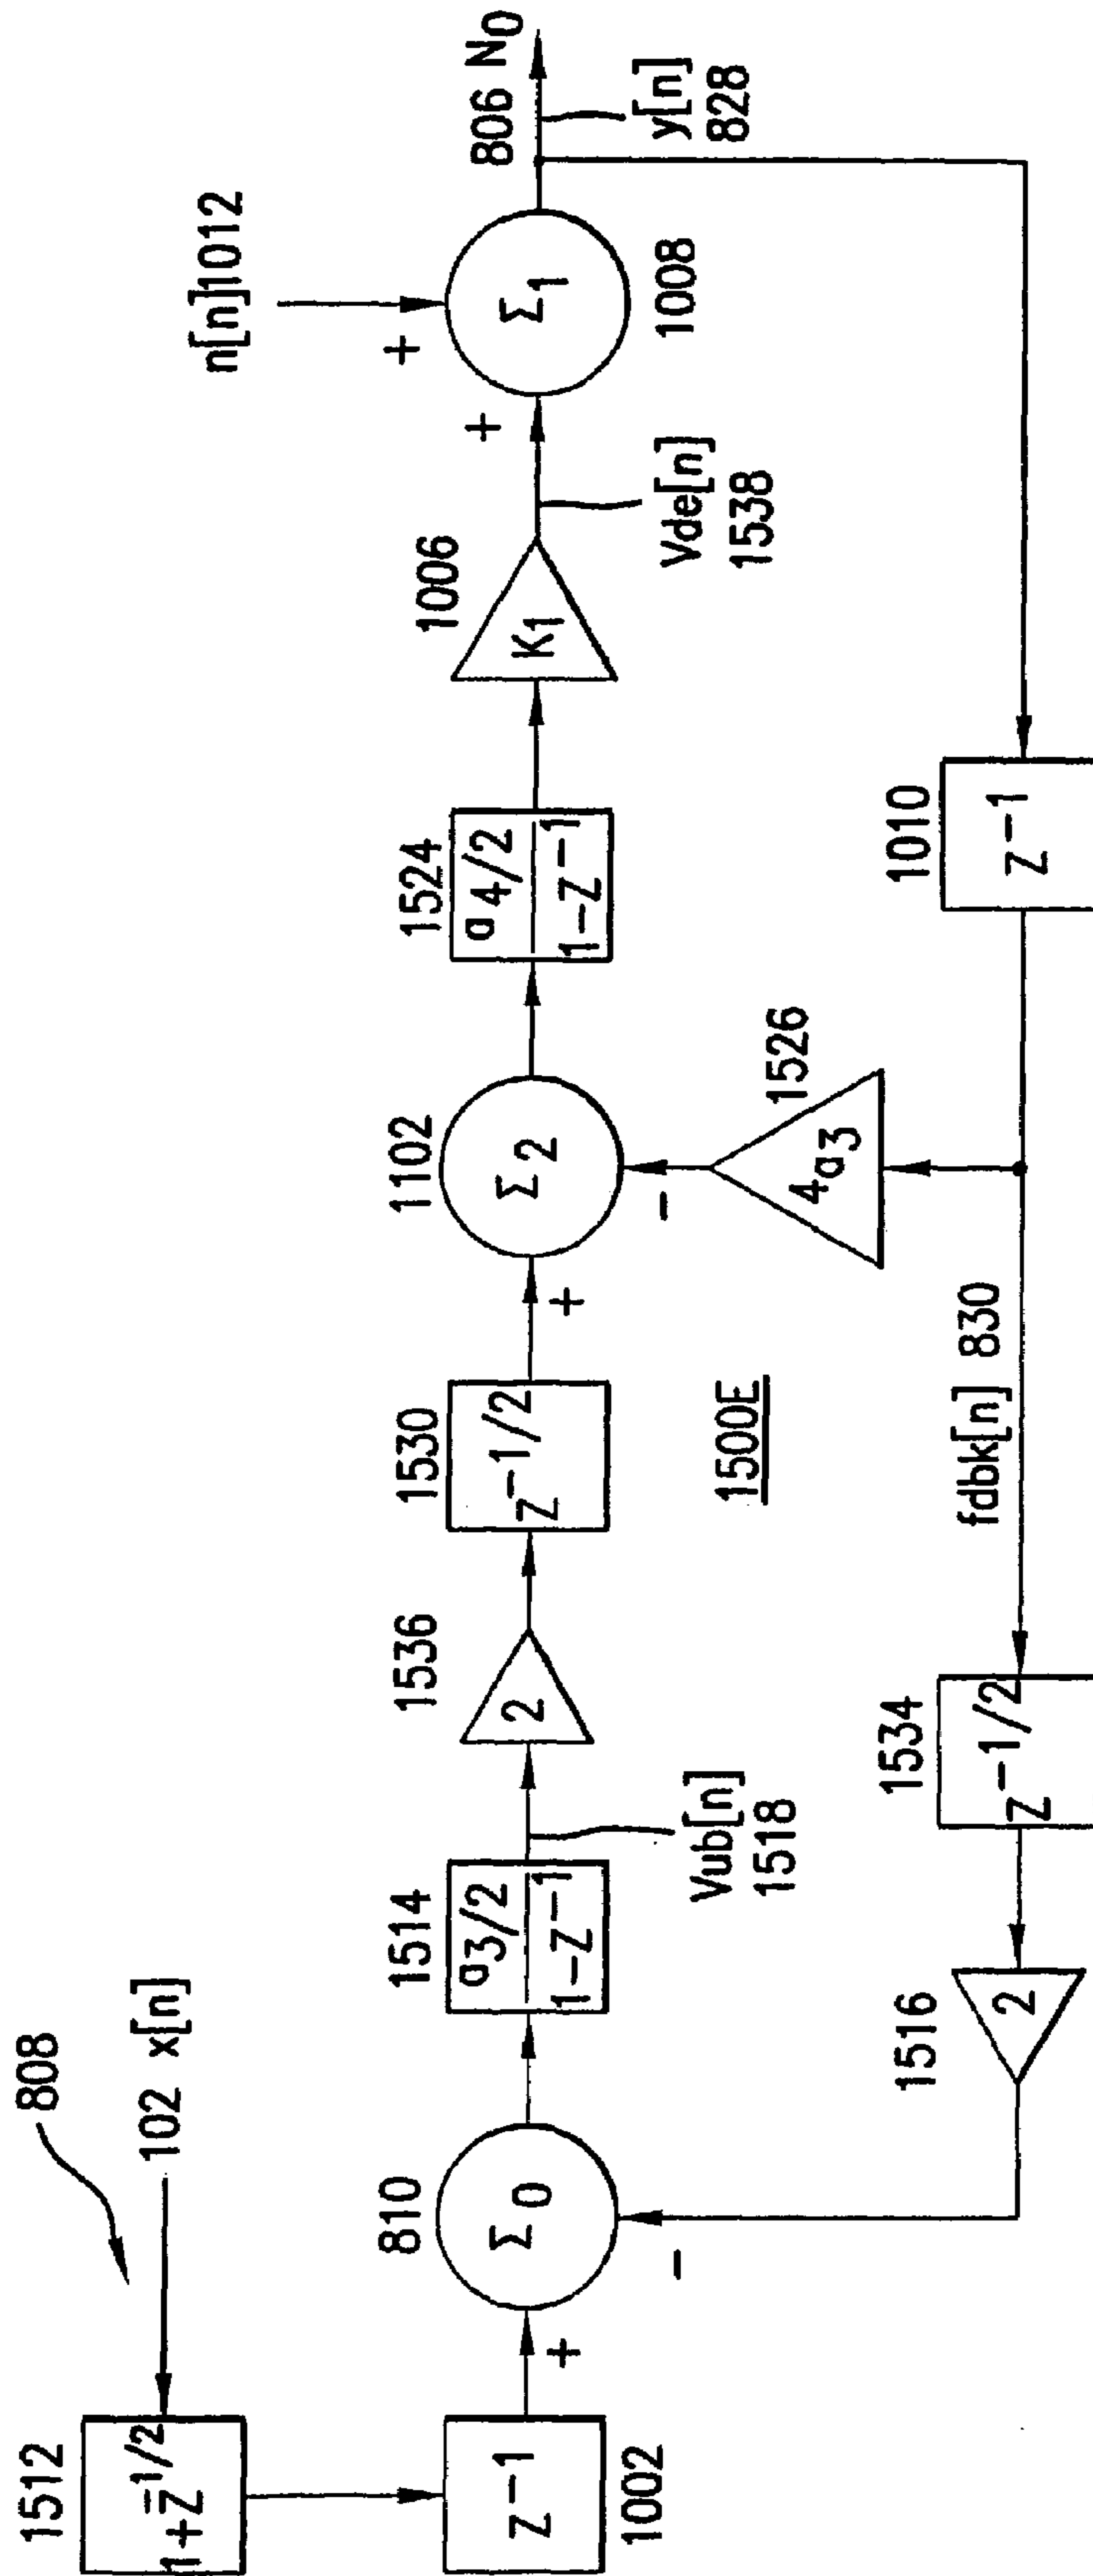 808
102 x[n]
1512
1+z^-1/2
z^-1
1002
810
Σ0
+
-
1514
a3/2
1-z^-1
Vub[n]
1518
1536
2
1530
z^-1/2
1102
Σ2
+
-
1526
4a3
1524
a4/2
1-z^-1
1006
K1
Vde[n]
1538
+
n[n]1012
+
Σ1
1008
806 N0
y[n]
828
1010
z^-1
fdbk[n] 830
1534
z^-1/2
1516
2
1500E